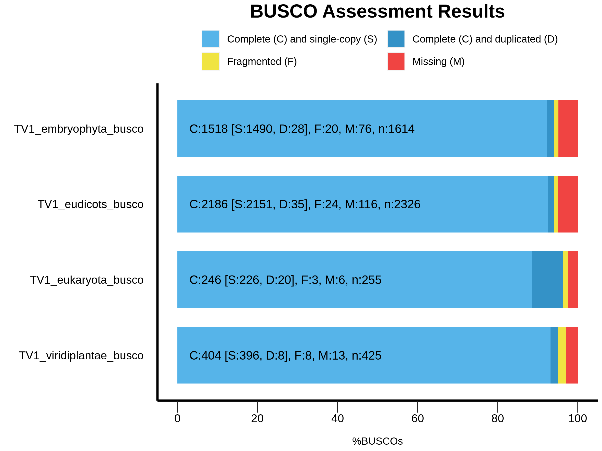 BUSCO Assessment Results
Complete (C) and single-copy (S)
Complete (C) and duplicated (D)
Fragmented (F)
Missing (M)
TV1_embryophyta_busco
C:1518 [S:1490, D:28], F:20, M:76, n:1614
TV1_eudicots_busco
C:2186 [S:2151, D:35], F:24, M:116, n:2326
TV1_eukaryota_busco
C:246 [S:226, D:20], F:3, M:6, n:255
TV1_viridiplantae_busco
C:404 [S:396, D:8], F:8, M:13, n:425
0 20 40 60 80 100
%BUSCOs